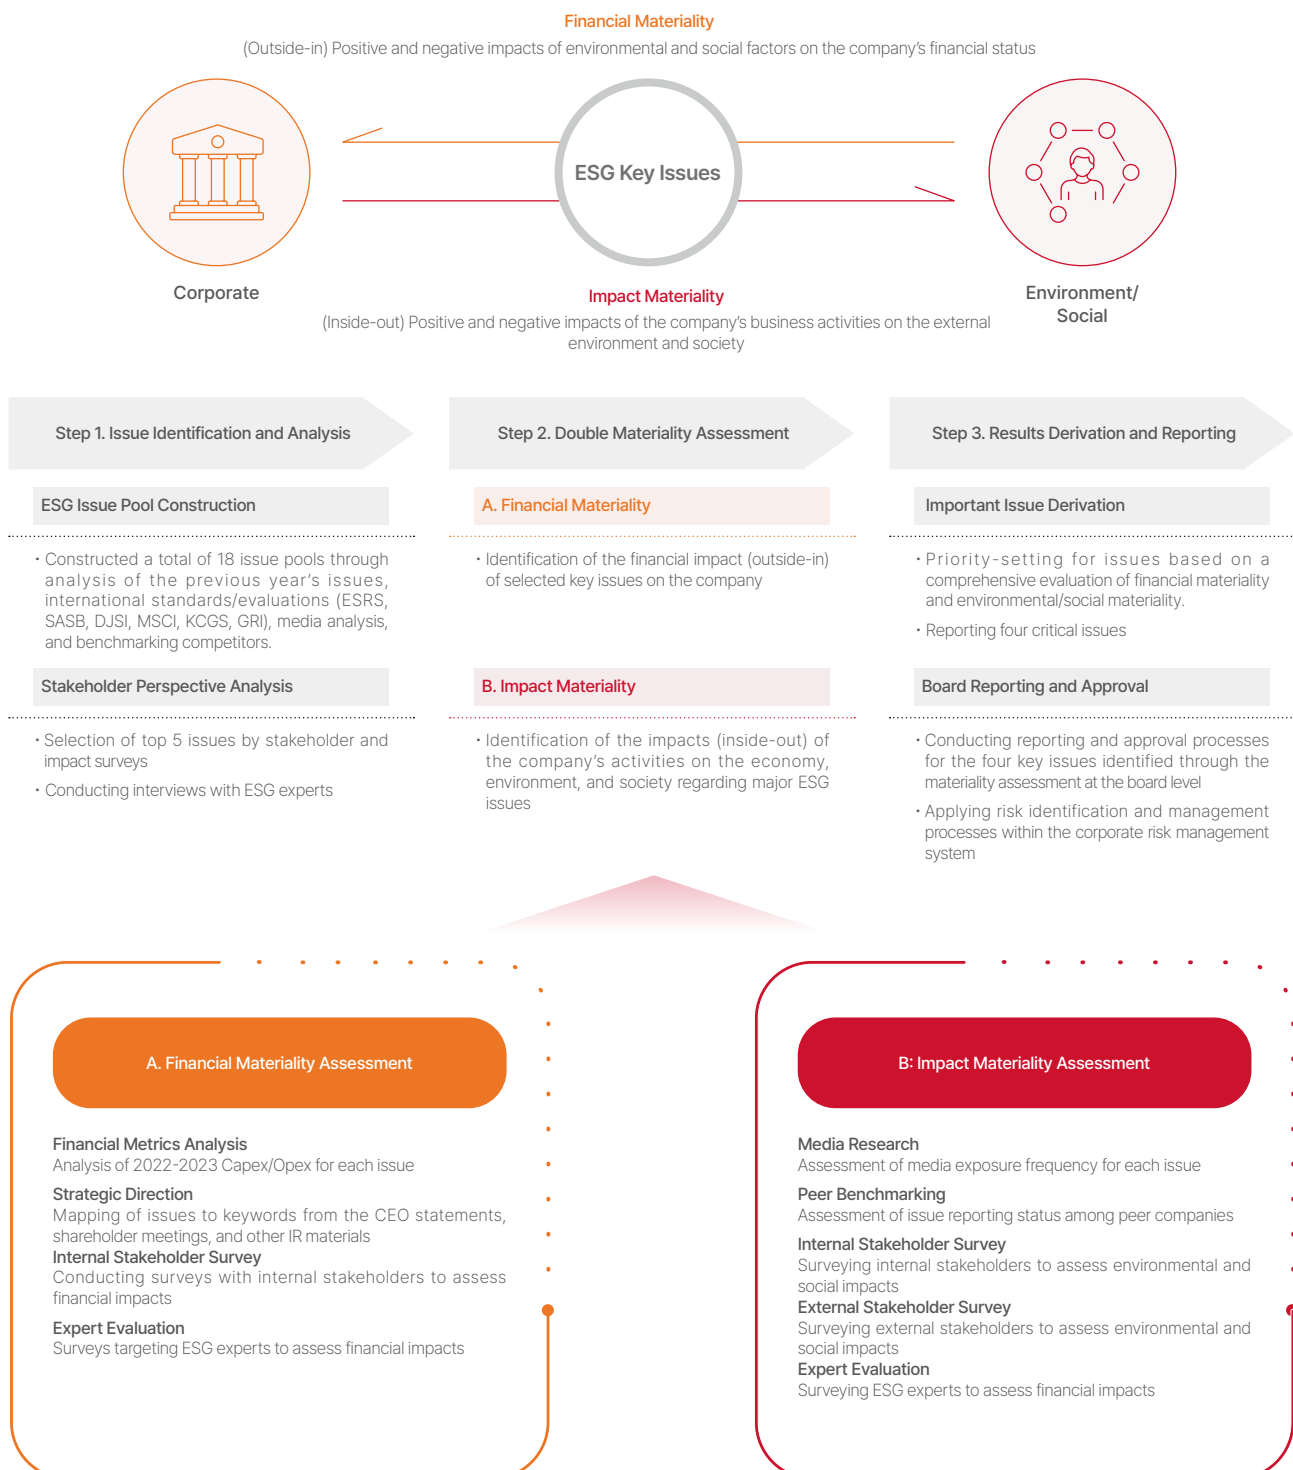 Financial Materiality
(Outside-in) Positive and negative impacts of environmental and social factors on the company's financial status
ESG Key Issues
Corporate
Environment/
Social
Impact Materiality
(Inside-out) Positive and negative impacts of the company's business activities on the external
environment and society
Step 1. Issue Identification and Analysis
ESG Issue Pool Construction
• Constructed a total of 18 issue pools through
analysis of the previous year's issues,
international standards/evaluations (ESRS,
SASB, DJSI, MSCI, KCGS, GRI), media analysis,
and benchmarking competitors.
Stakeholder Perspective Analysis
• Selection of top 5 issues by stakeholder and
impact surveys
• Conducting interviews with ESG experts
Step 2. Double Materiality Assessment
A. Financial Materiality
• Identification of the financial impact (outside-in)
of selected key issues on the company
B. Impact Materiality
• Identification of the impacts (inside-out) of
the company's activities on the economy,
environment, and society regarding major ESG
issues
Step 3. Results Derivation and Reporting
Important Issue Derivation
• Priority-setting for issues based on a
comprehensive evaluation of financial materiality
and environmental/social materiality.
• Reporting four critical issues
Board Reporting and Approval
• Conducting reporting and approval processes
for the four key issues identified through the
materiality assessment at the board level
• Applying risk identification and management
processes within the corporate risk management
system
A. Financial Materiality Assessment
Financial Metrics Analysis
Analysis of 2022-2023 Capex/Opex for each issue
Strategic Direction
Mapping of issues to keywords from the CEO statements,
shareholder meetings, and other IR materials
Internal Stakeholder Survey
Conducting surveys with internal stakeholders to assess
financial impacts
Expert Evaluation
Surveys targeting ESG experts to assess financial impacts
B: Impact Materiality Assessment
Media Research
Assessment of media exposure frequency for each issue
Peer Benchmarking
Assessment of issue reporting status among peer companies
Internal Stakeholder Survey
Surveying internal stakeholders to assess environmental and
social impacts
External Stakeholder Survey
Surveying external stakeholders to assess environmental and
social impacts
Expert Evaluation
Surveying ESG experts to assess financial impacts